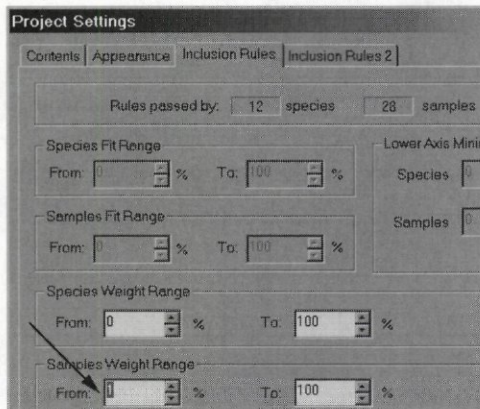 Project Settings
Contents Appearance Inclusion Rules Inclusion Rules 2
Rules passed by: 12 species 28 samples
Species Fit Range
From: 0 % To: 100 %
Lower Axis Mini
Species 0
Samples Fit Range
From: 0 % To: 100 %
Samples 0
Species Weight Range
From: 0 % To: 100 %
Samples Weight Range
From: % To: 100 %